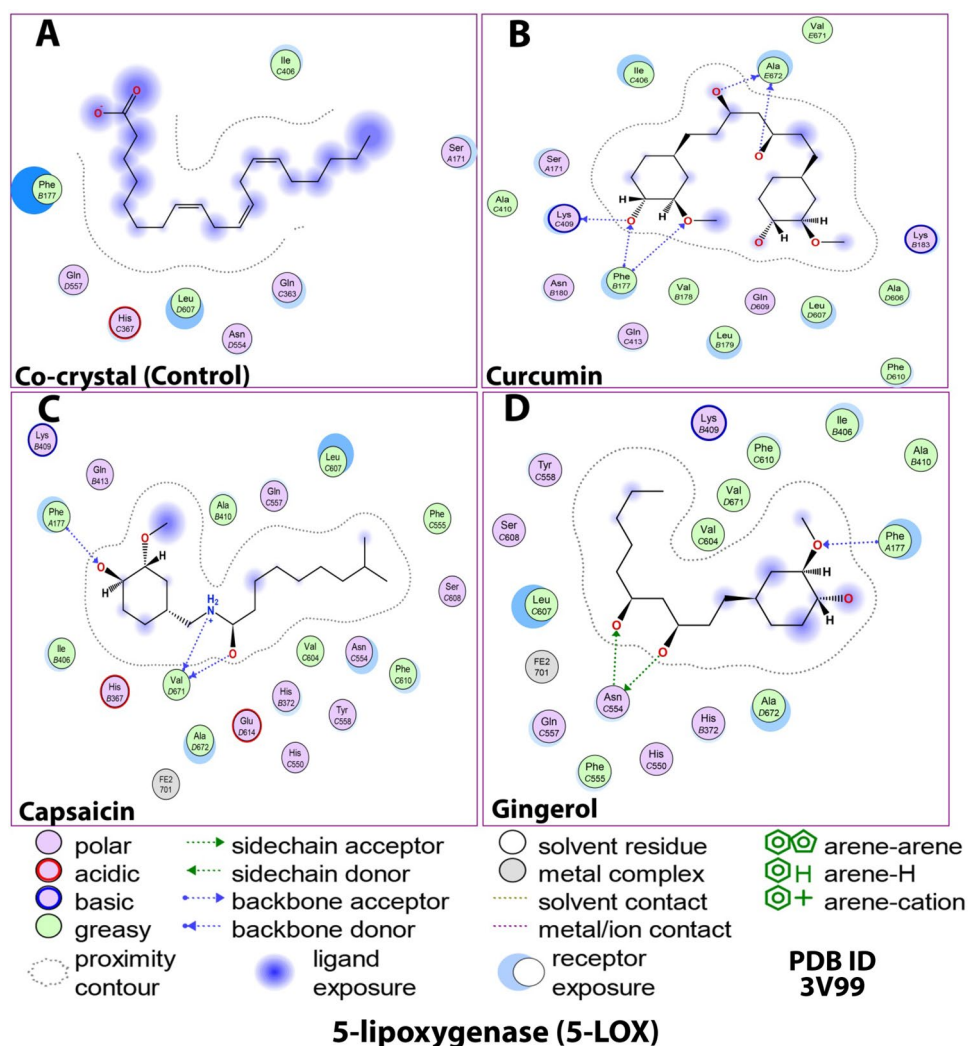 A
Ile
C406
O⁻
O
Ser
A171
Phe
B177
Gln
D557
Gln
C363
Leu
D607
His
C367
Asn
D554
Co-crystal (Control)
B
Val
E671
Ala
E672
Ile
C406
O
O
Ser
A171
Ala
C410
Lys
C409
H
H
O
O
H
H
O
O
Lys
B183
Asn
B180
Phe
B177
Val
B178
Gln
D609
Leu
D607
Ala
D606
Gln
C413
Leu
B179
Phe
D610
Curcumin
C
Lys
B409
Gln
B413
Leu
C607
Gln
C557
Ala
B410
Phe
A177
Phe
C555
O
H
O
H
H₂
N
+
O
Ser
C608
Ile
B406
Val
C604
Asn
C554
Phe
C610
His
B367
Val
D671
His
B372
Tyr
C558
Glu
D614
Ala
D672
His
C550
FE2
701
Capsaicin
D
Lys
B409
Ile
B406
Phe
C610
Ala
B410
Tyr
C558
Val
D671
Ser
C608
Val
C604
Phe
A177
O
H
O
H
Leu
C607
O
O
FE2
701
Asn
C554
Gln
C557
His
B372
Ala
D672
His
C550
Phe
C555
Gingerol
polar
acidic
basic
greasy
proximity
contour
sidechain acceptor
sidechain donor
backbone acceptor
backbone donor
ligand
exposure
solvent residue
metal complex
solvent contact
metal/ion contact
receptor
exposure
arene-arene
H arene-H
+ arene-cation
PDB ID
3V99
5-lipoxygenase (5-LOX)